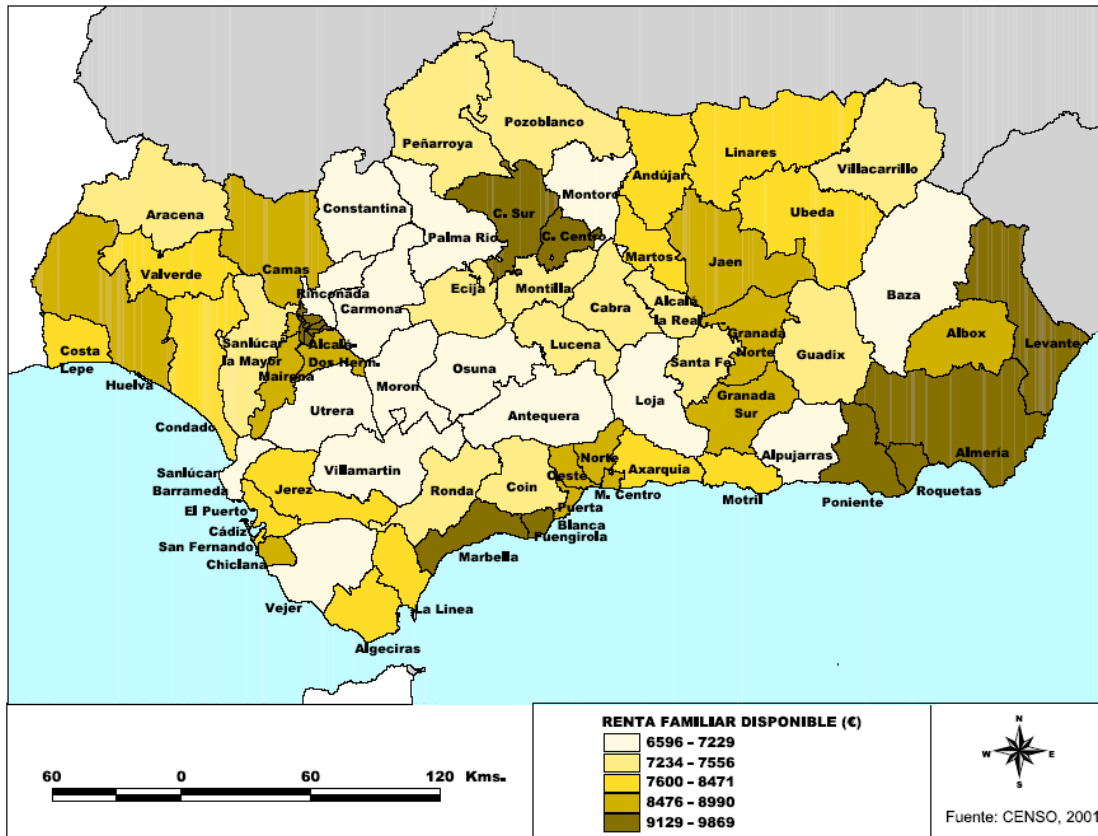 Pozoblanco
Peñarroya
Linares
Villacarrillo
Andújar
Montoro
Constantina
C. Sur
Ubeda
Aracena
Palma Rio
C. Centro
Martos
Jaen
Camas
Valverde
Ecija
Montilla
Rinconada
Carmona
Baza
Cabra
Alcalá
la Real
Granada
Norte
Albox
Levante
Sanlúcar
la Mayor
Alcalá
Lucena
Costa
Lepe
Dos Herm.
Santa Fe
Guadix
Mairena
Osuna
Huelva
Moron
Loja
Granada
Sur
Utrera
Antequera
Condado
Alpujarras
Almería
Sanlúcar
Barrameda
Villamartin
Norte
Oeste
Axarquia
Jerez
Ronda
Coin
M. Centro
Motril
Poniente
Roquetas
El Puerto
Puerta
Blanca
Cádiz
San Fernando
Fuengirola
Chiclana
Marbella
Vejer
La Linea
Algeciras
RENTA FAMILIAR DISPONIBLE (€)
6596 - 7229
7234 - 7556
7600 - 8471
8476 - 8990
9129 - 9869
60 0 60 120 Kms.
N
W E
S
Fuente: CENSO, 2001